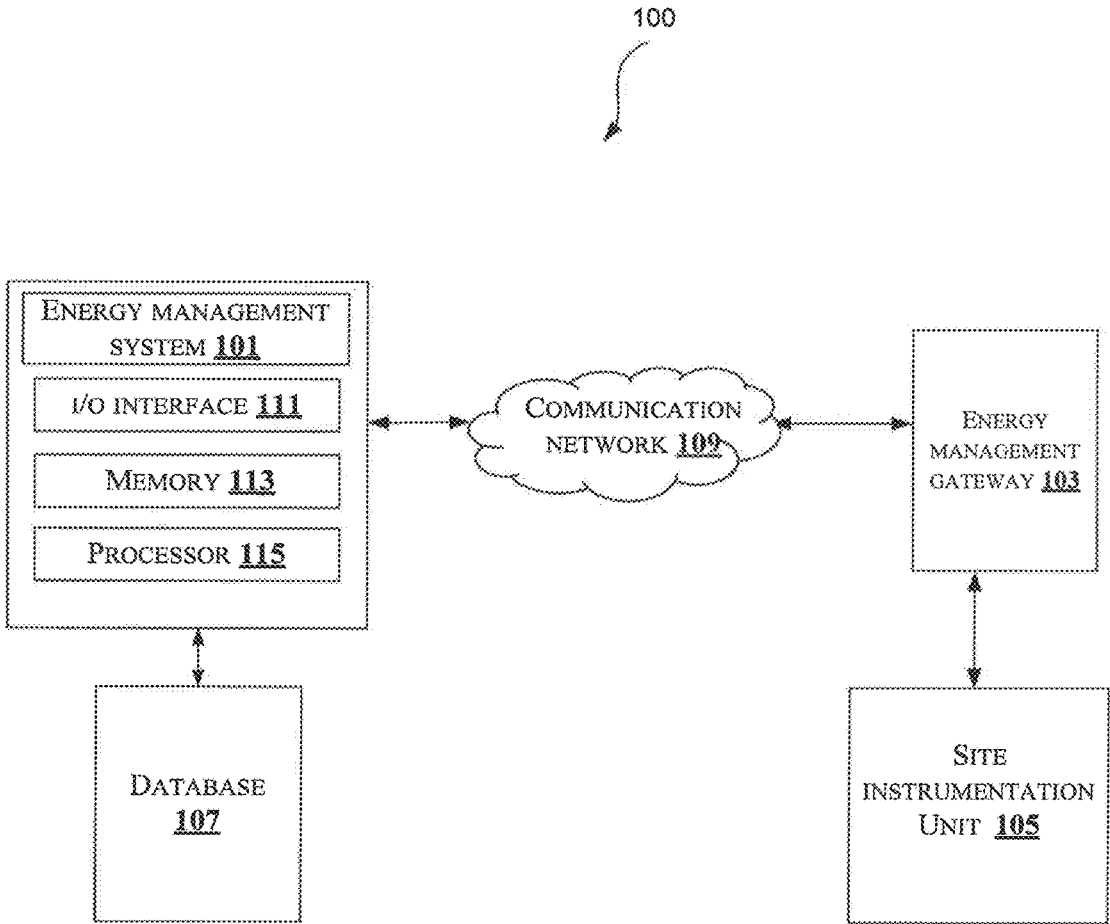 100
ENERGY MANAGEMENT
SYSTEM 101
I/O INTERFACE 111
MEMORY 113
PROCESSOR 115
COMMUNICATION
NETWORK 109
ENERGY
MANAGEMENT
GATEWAY 103
DATABASE
107
SITE
INSTRUMENTATION
UNIT 105